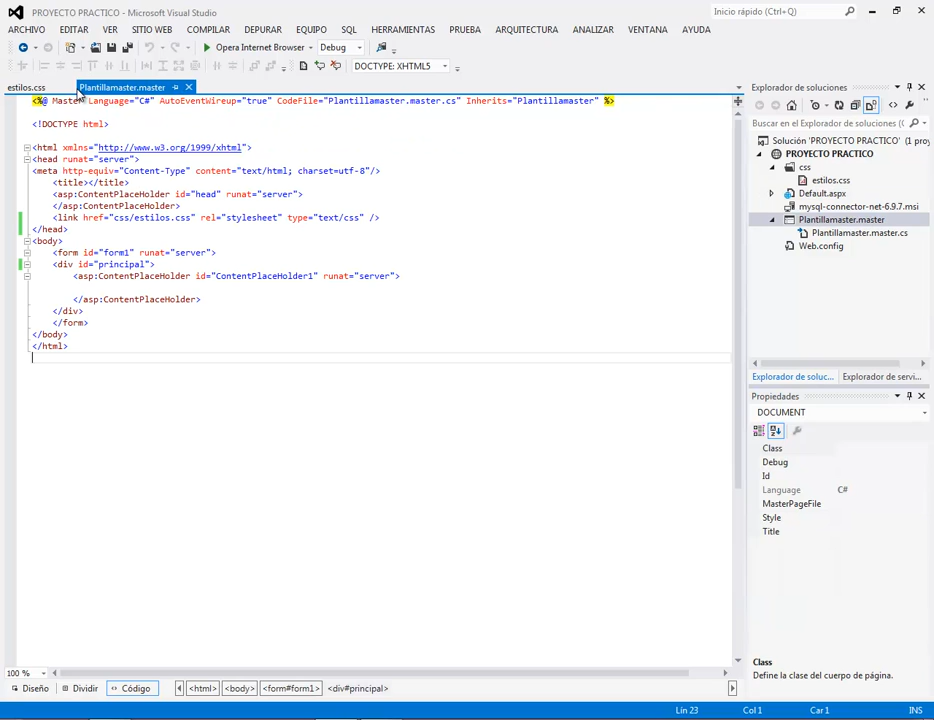 PROYECTO PRACTICO - Microsoft Visual Studio
Inicio rápido (Ctrl+Q)
ARCHIVO EDITAR VER SITIO WEB COMPILAR DEPURAR EQUIPO SQL HERRAMIENTAS PRUEBA ARQUITECTURA ANALIZAR VENTANA AYUDA
Opera Internet Browser Debug
DOCTYPE: XHTML5
estilos.css Plantillamaster.master
<%@ Master Language="C#" AutoEventWireup="true" CodeFile="Plantillamaster.master.cs" Inherits="Plantillamaster" %>
<!DOCTYPE html>
<html xmlns="http://www.w3.org/1999/xhtml">
<head runat="server">
<meta http-equiv="Content-Type" content="text/html; charset=utf-8"/>
<title></title>
<asp:ContentPlaceHolder id="head" runat="server">
</asp:ContentPlaceHolder>
<link href="css/estilos.css" rel="stylesheet" type="text/css" />
</head>
<body>
<form id="form1" runat="server">
<div id="principal">
<asp:ContentPlaceHolder id="ContentPlaceHolder1" runat="server">
</asp:ContentPlaceHolder>
</div>
</form>
</body>
</html>
100 %
Diseño Dividir Código <html> <body> <form#form1> <div#principal>
Explorador de soluciones
Buscar en el Explorador de soluciones
Solución 'PROYECTO PRACTICO' (1 proy
PROYECTO PRACTICO
css
estilos.css
Default.aspx
mysql-connector-net-6.9.7.msi
Plantillamaster.master
Plantillamaster.master.cs
Web.config
Explorador de soluc... Explorador de servi...
Propiedades
DOCUMENT
Class
Debug
Id
Language C#
MasterPageFile
Style
Title
Class
Define la clase del cuerpo de página.
Lín 23 Col 1 Car 1 INS